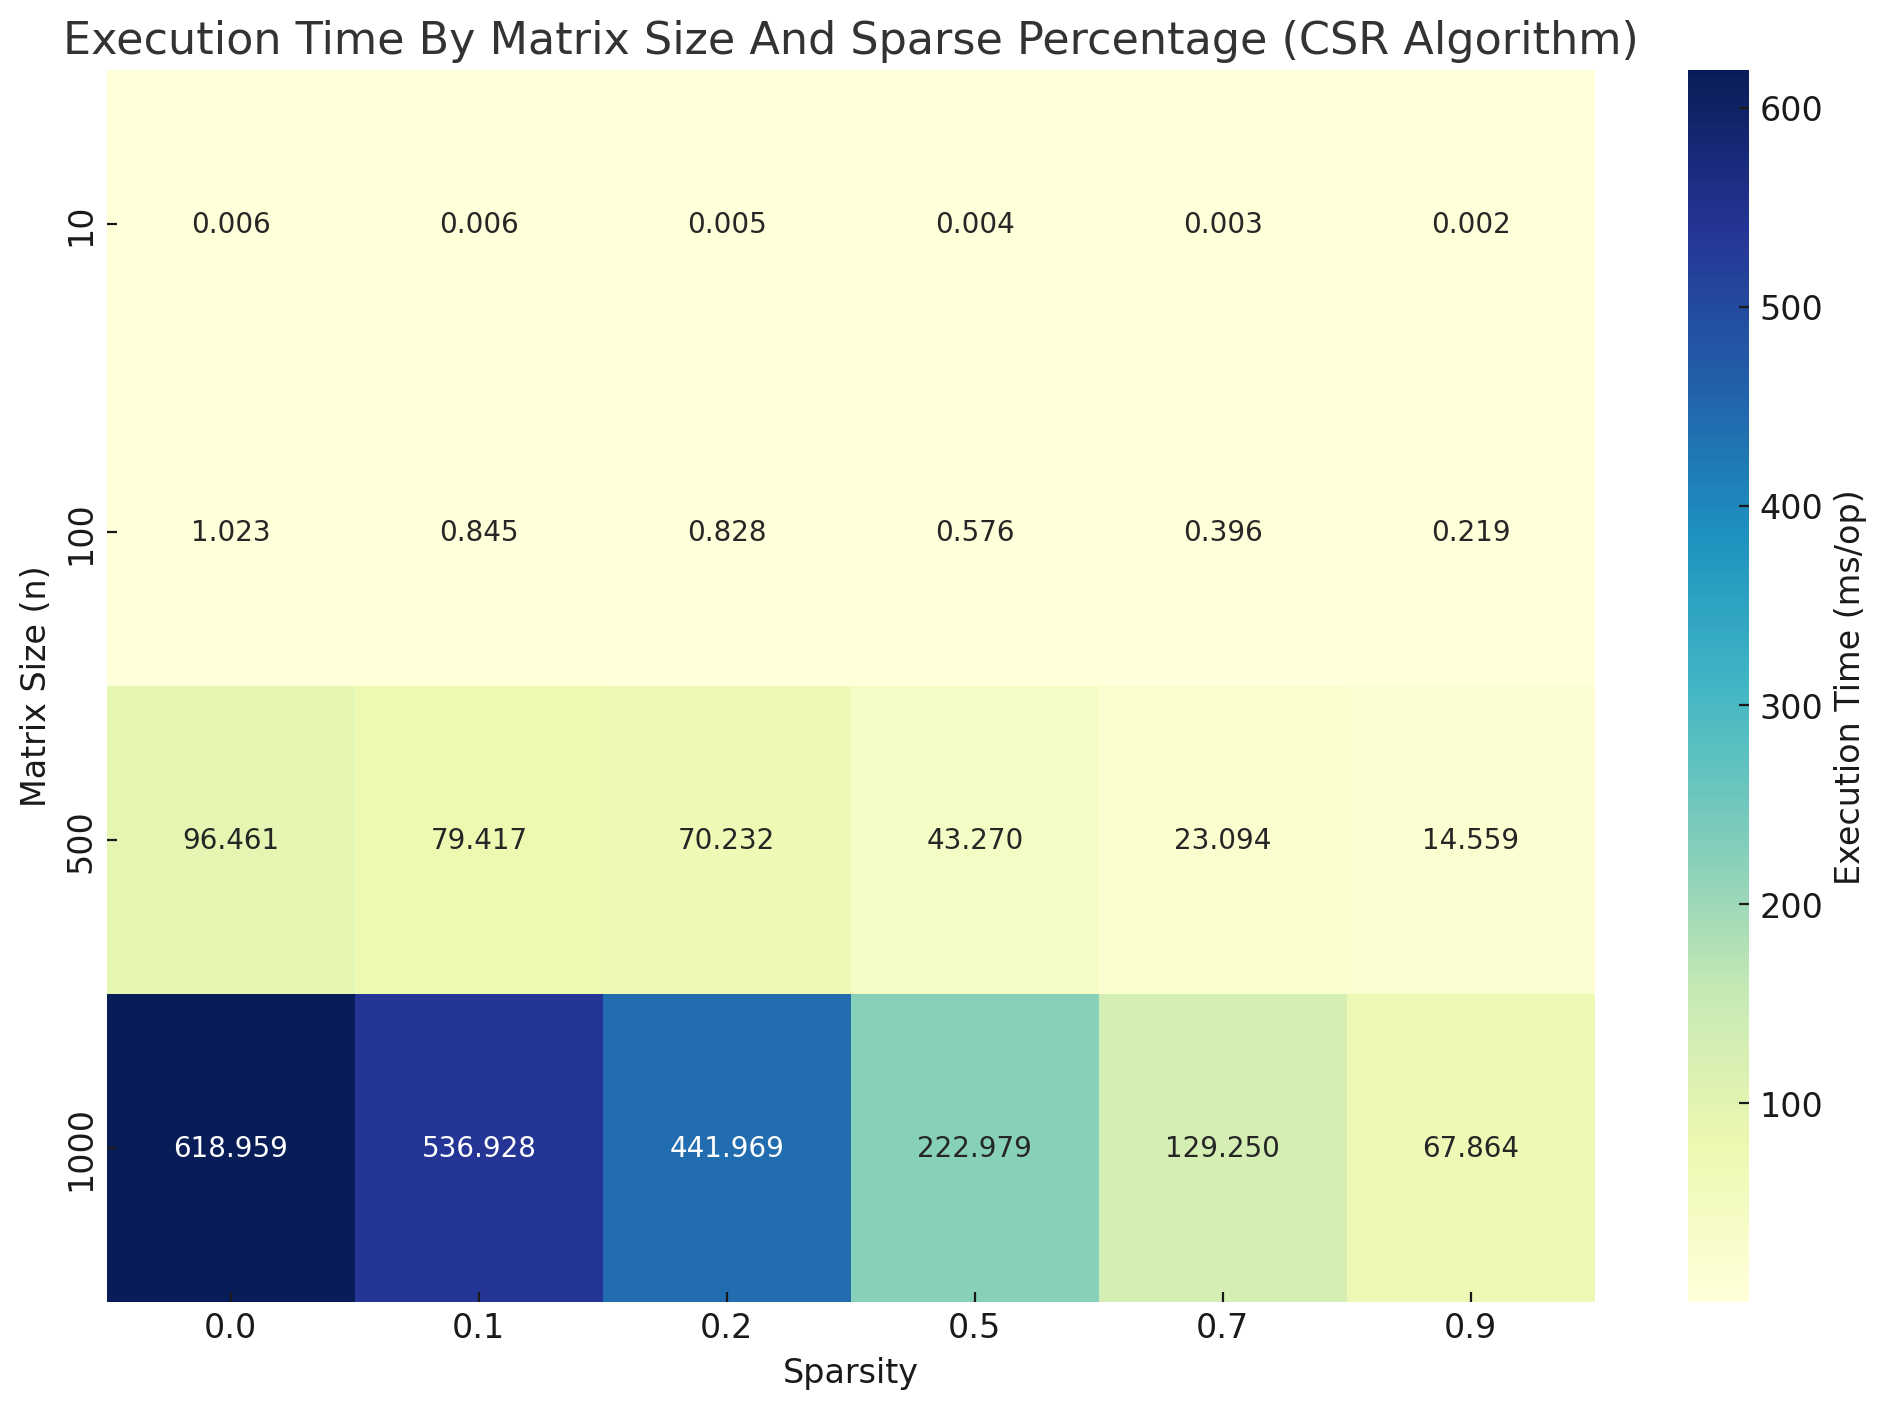 Execution Time By Matrix Size And Sparse Percentage (CSR Algorithm)
Matrix Size (n)
10
0.006 0.006 0.005 0.004 0.003 0.002
100
1.023 0.845 0.828 0.576 0.396 0.219
500
96.461 79.417 70.232 43.270 23.094 14.559
1000
618.959 536.928 441.969 222.979 129.250 67.864
0.0 0.1 0.2 0.5 0.7 0.9
Sparsity
600
500
400
300
200
100
Execution Time (ms/op)